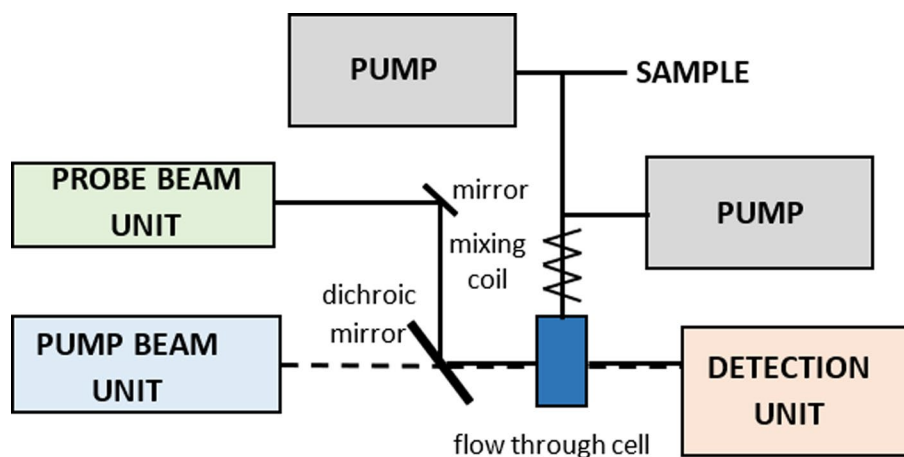 PUMP
SAMPLE
PROBE BEAM
UNIT
mirror
PUMP
mixing
coil
dichroic
mirror
PUMP BEAM
UNIT
DETECTION
UNIT
flow through cell